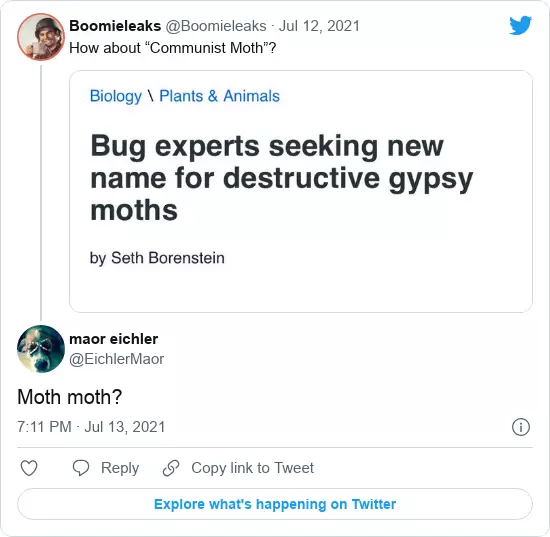 Boomieleaks @Boomieleaks · Jul 12, 2021
How about “Communist Moth”?
Biology \ Plants & Animals
Bug experts seeking new
name for destructive gypsy
moths
by Seth Borenstein
maor eichler
@EichlerMaor
Moth moth?
7:11 PM · Jul 13, 2021
Reply
Copy link to Tweet
Explore what's happening on Twitter